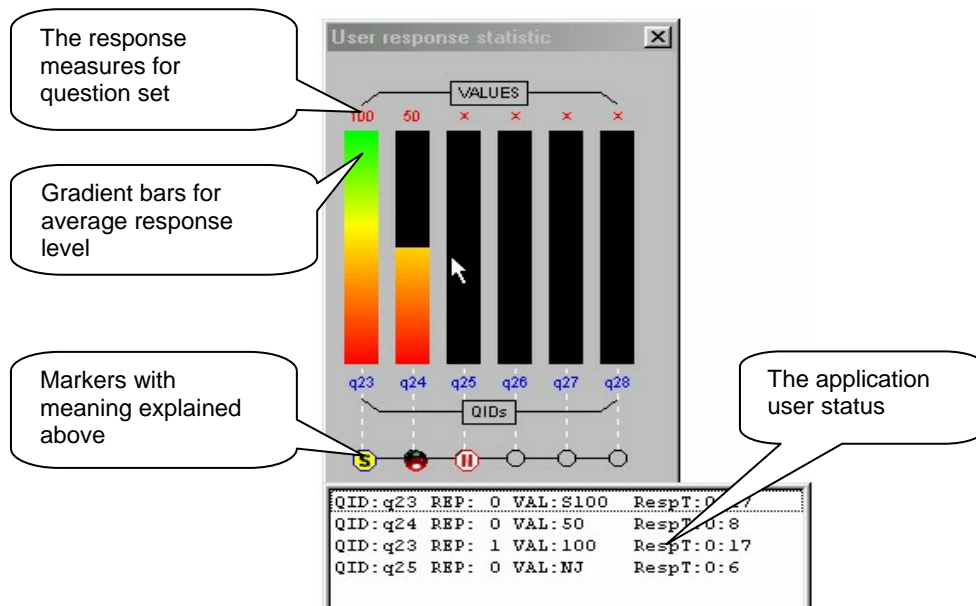 The response
measures for
question set
User response statistic
VALUES
100 50 × × × ×
Gradient bars for
average response
level
q23 q24 q25 q26 q27 q28
QIDs
Markers with
meaning explained
above
S
The application
user status
QID:q23 REP: 0 VAL:S100 RespT:0:17
QID:q24 REP: 0 VAL:50 RespT:0:8
QID:q23 REP: 1 VAL:100 RespT:0:17
QID:q25 REP: 0 VAL:NJ RespT:0:6